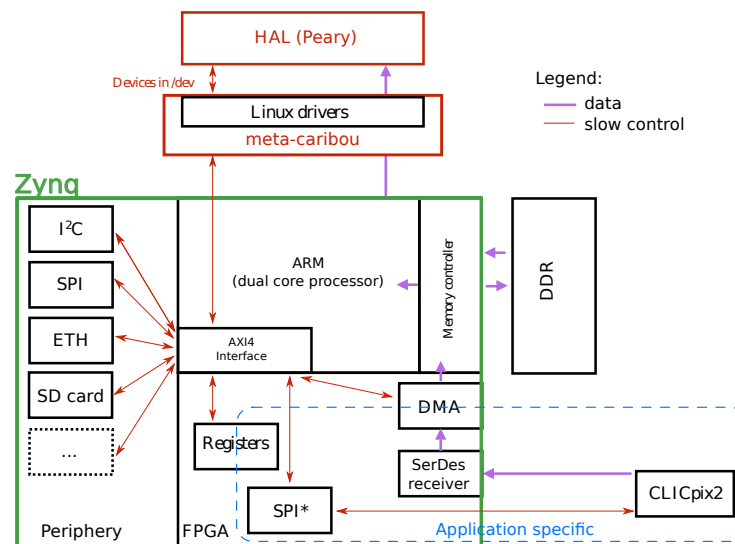 HAL (Peary)
Devices in /dev
Linux drivers
meta-caribou
Legend:
data
slow control
Zynq
I²C
SPI
ETH
SD card
...
Periphery
ARM
(dual core processor)
Memory controller
DDR
AXI4
Interface
DMA
Registers
SerDes
receiver
SPI*
CLICpix2
FPGA
Application specific